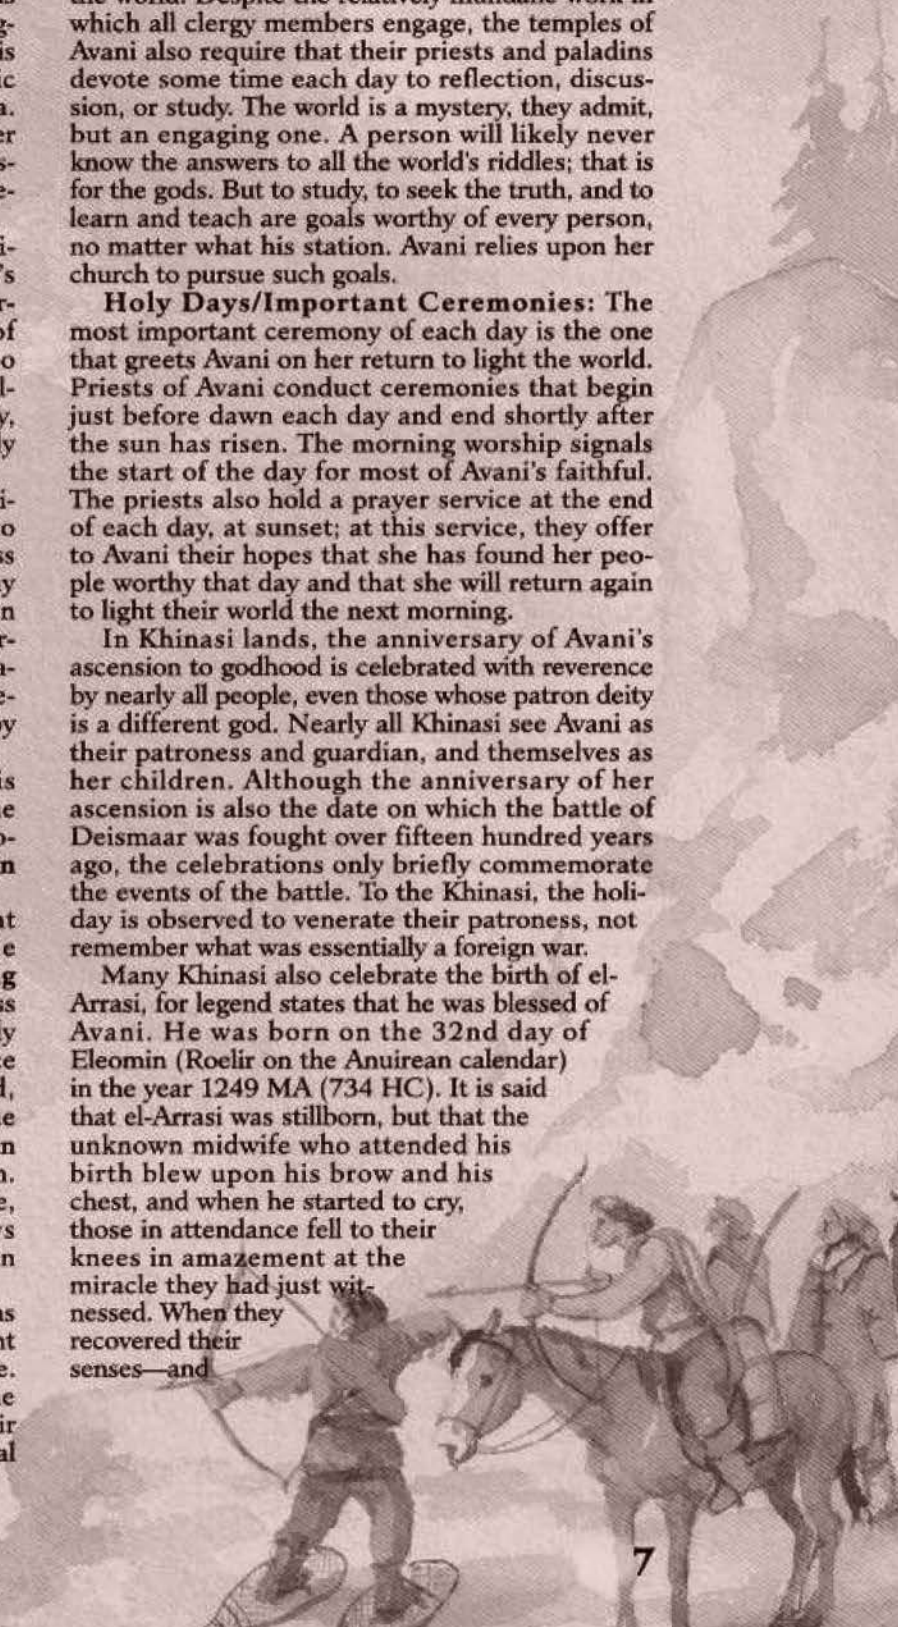 which all clergy members engage, the temples of
Avani also require that their priests and paladins
devote some time each day to reflection, discus-
sion, or study. The world is a mystery, they admit,
but an engaging one. A person will likely never
know the answers to all the world's riddles; that is
for the gods. But to study, to seek the truth, and to
learn and teach are goals worthy of every person,
no matter what his station. Avani relies upon her
church to pursue such goals.
Holy Days/Important Ceremonies: The
most important ceremony of each day is the one
that greets Avani on her return to light the world.
Priests of Avani conduct ceremonies that begin
just before dawn each day and end shortly after
the sun has risen. The morning worship signals
the start of the day for most of Avani's faithful.
The priests also hold a prayer service at the end
of each day, at sunset; at this service, they offer
to Avani their hopes that she has found her peo-
ple worthy that day and that she will return again
to light their world the next morning.
In Khinasi lands, the anniversary of Avani's
ascension to godhood is celebrated with reverence
by nearly all people, even those whose patron deity
is a different god. Nearly all Khinasi see Avani as
their patroness and guardian, and themselves as
her children. Although the anniversary of her
ascension is also the date on which the battle of
Deismaar was fought over fifteen hundred years
ago, the celebrations only briefly commemorate
the events of the battle. To the Khinasi, the holi-
day is observed to venerate their patroness, not
remember what was essentially a foreign war.
Many Khinasi also celebrate the birth of el-
Arrasi, for legend states that he was blessed of
Avani. He was born on the 32nd day of
Eleomin (Roelir on the Anuirean calendar)
in the year 1249 MA (734 HC). It is said
that el-Arrasi was stillborn, but that the
unknown midwife who attended his
birth blew upon his brow and his
chest, and when he started to cry,
those in attendance fell to their
knees in amazement at the
miracle they had just wit-
nessed. When they
recovered their
senses—and
7